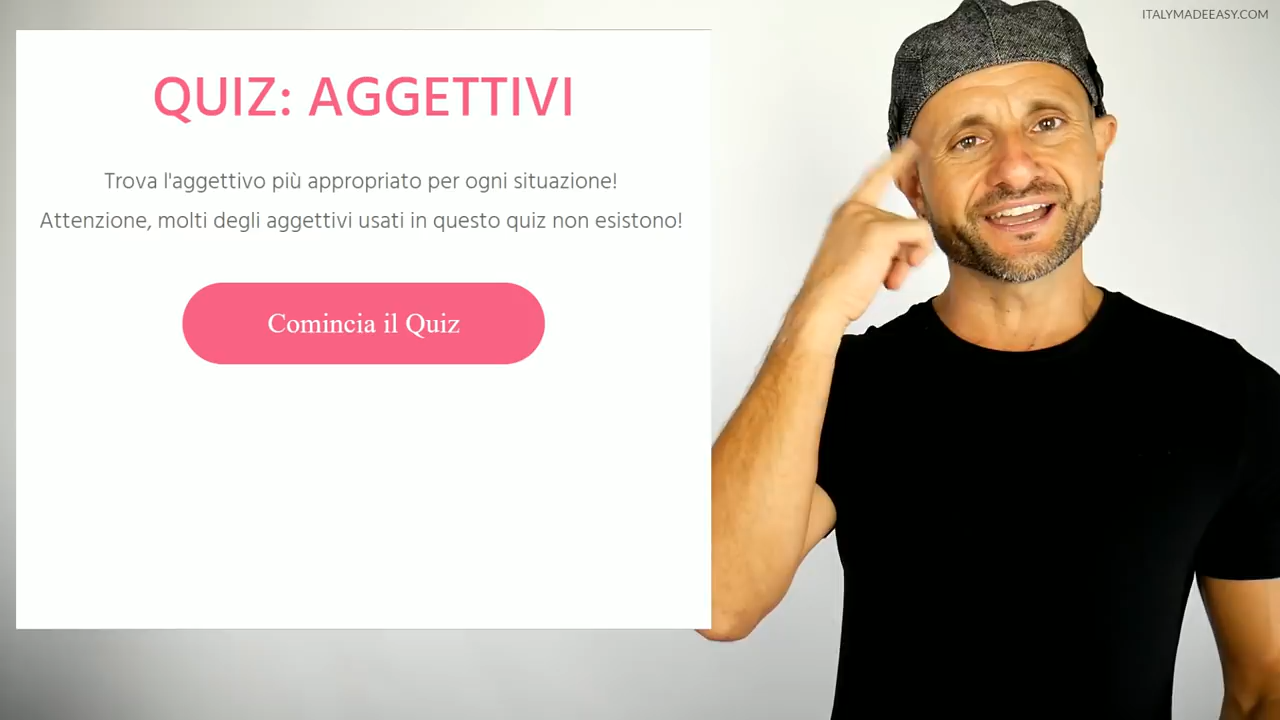 ITALYMADEEASY.COM
QUIZ: AGGETTIVI
Trova l'aggettivo più appropriato per ogni situazione!
Attenzione, molti degli aggettivi usati in questo quiz non esistono!
Comincia il Quiz